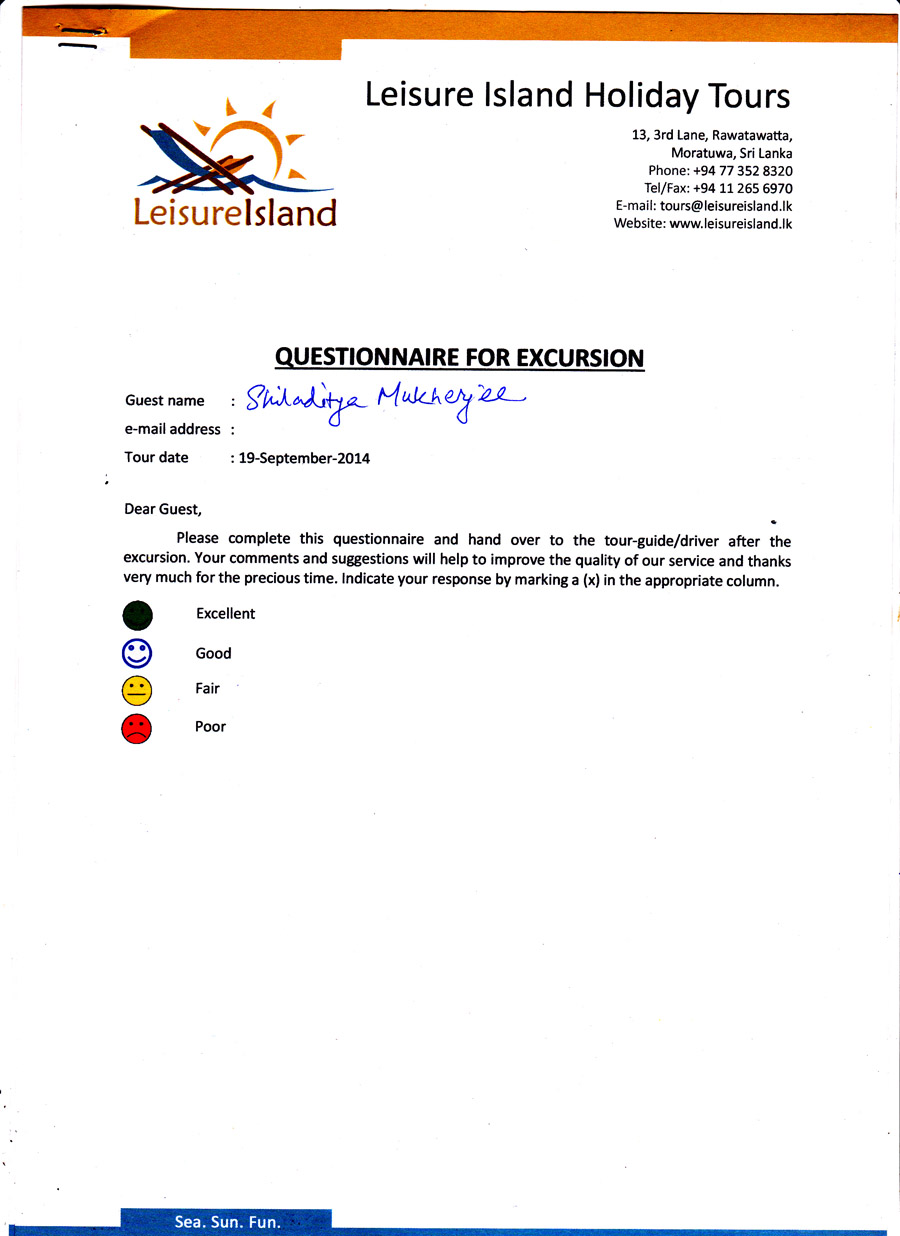 Leisure Island Holiday Tours
13, 3rd Lane, Rawatawatta,
Moratuwa, Sri Lanka
Phone: +94 77 352 8320
Tel/Fax: +94 11 265 6970
E-mail: tours@leisureisland.lk
Website: www.leisureisland.lk
LeisureIsland
QUESTIONNAIRE FOR EXCURSION
Guest name : Shiladitya Mukherjee
e-mail address :
Tour date : 19-September-2014
Dear Guest,
Please complete this questionnaire and hand over to the tour-guide/driver after the
excursion. Your comments and suggestions will help to improve the quality of our service and thanks
very much for the precious time. Indicate your response by marking a (x) in the appropriate column.
Excellent
Good
Fair
Poor
Sea. Sun. Fun.